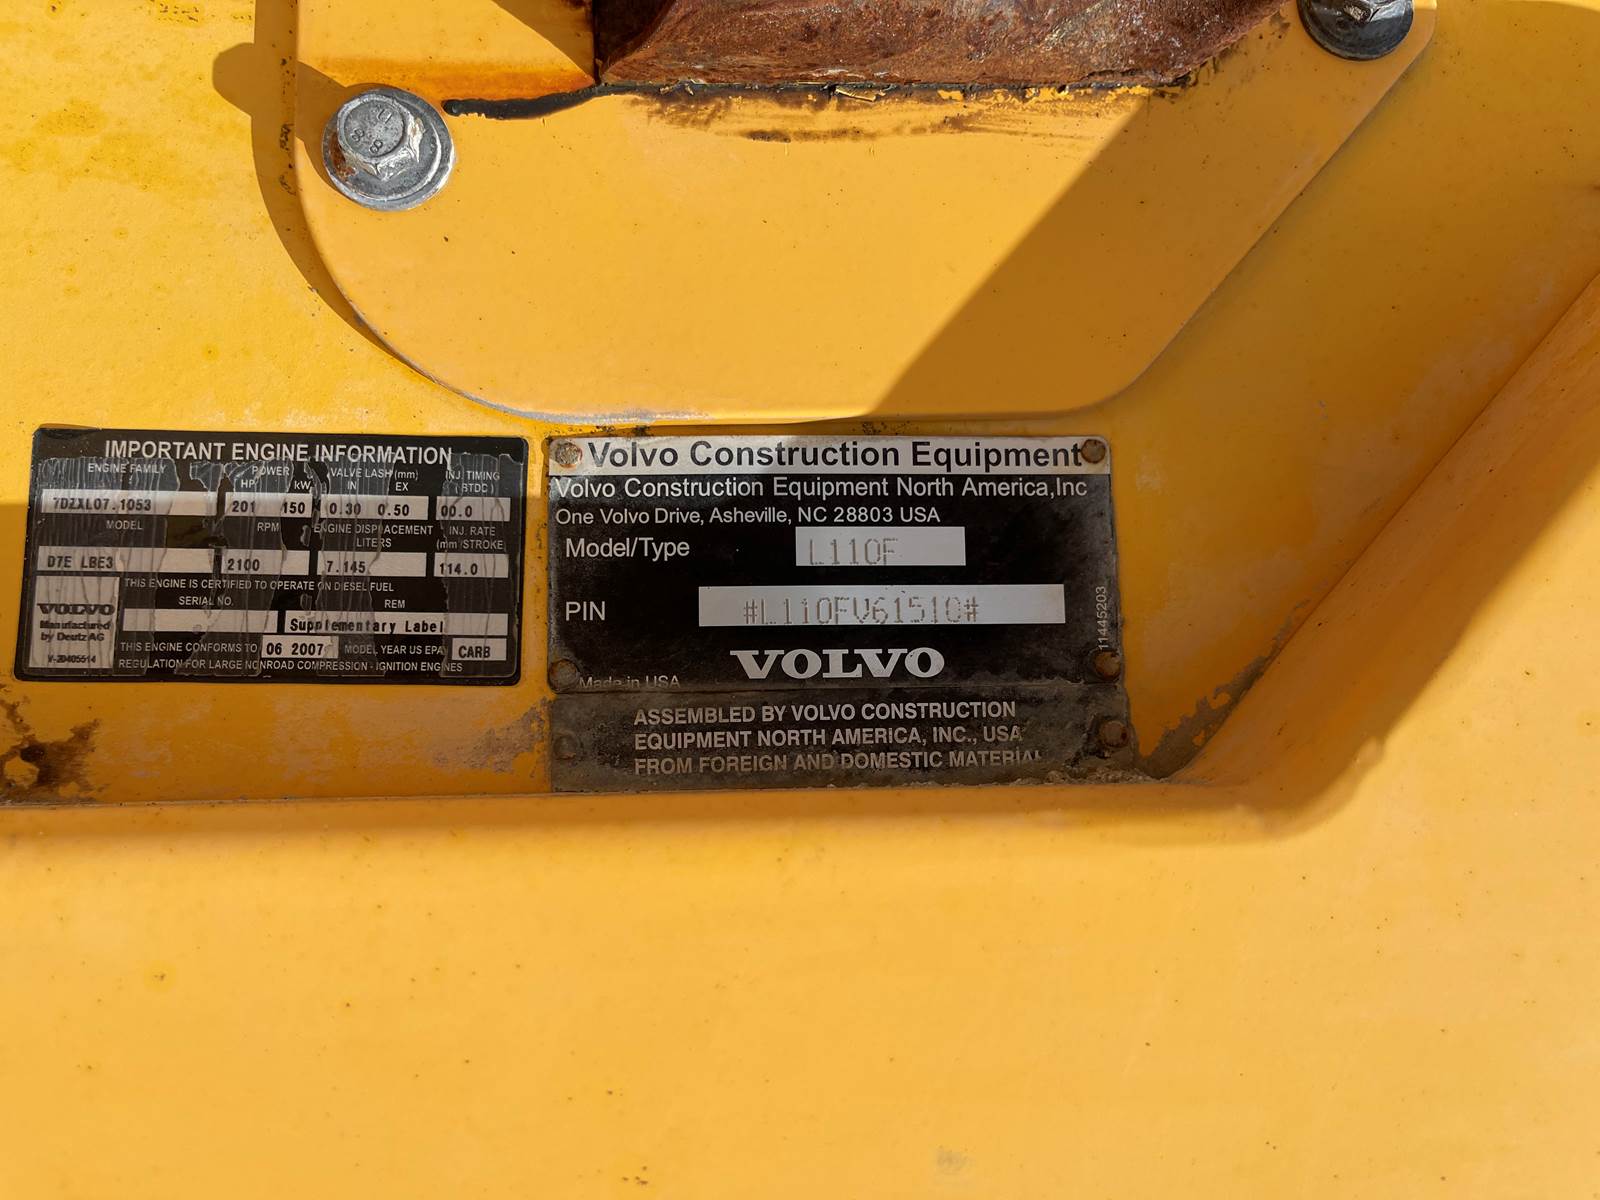 IMPORTANT ENGINE INFORMATION
ENGINE FAMILY POWER VALVE LASH (mm) INJ. TIMING
HP kW IN EX (BTDC)
7DZXL07.1053 201 150 0.30 0.50 00.0
MODEL RPM ENGINE DISPLACEMENT INJ. RATE
LITERS (mm /STROKE)
D7E LBE3 2100 7.145 114.0
THIS ENGINE IS CERTIFIED TO OPERATE ON DIESEL FUEL
SERIAL NO. REM
VOLVO
Manufactured
by Deutz AG
V-20405514
Supplementary Label
THIS ENGINE CONFORMS TO 06 2007 MODEL YEAR US EPA CARB
REGULATION FOR LARGE NONROAD COMPRESSION - IGNITION ENGINES
Volvo Construction Equipment
Volvo Construction Equipment North America,Inc
One Volvo Drive, Asheville, NC 28803 USA
Model/Type L110F
PIN #L110FV61510#
VOLVO
Made in USA
11445203
ASSEMBLED BY VOLVO CONSTRUCTION
EQUIPMENT NORTH AMERICA, INC., USA
FROM FOREIGN AND DOMESTIC MATERIAL
8.8